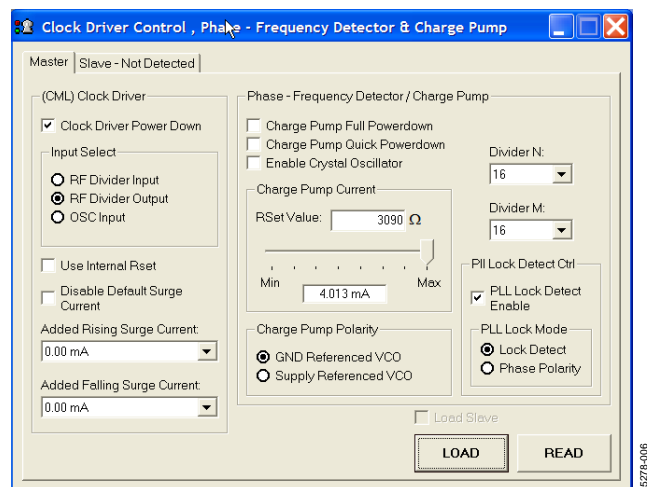 Clock Driver Control , Phase - Frequency Detector & Charge Pump
Master
Slave - Not Detected
(CML) Clock Driver
Clock Driver Power Down
Input Select
RF Divider Input
RF Divider Output
OSC Input
Use Internal Rset
Disable Default Surge
Current
Added Rising Surge Current:
0.00 mA
Added Falling Surge Current:
0.00 mA
Phase - Frequency Detector / Charge Pump
Charge Pump Full Powerdown
Charge Pump Quick Powerdown
Enable Crystal Oscillator
Charge Pump Current
RSet Value: 3090 Ω
Min
4.013 mA
Max
Charge Pump Polarity
GND Referenced VCO
Supply Referenced VCO
Divider N:
16
Divider M:
16
Pll Lock Detect Ctrl
PLL Lock Detect
Enable
PLL Lock Mode
Lock Detect
Phase Polarity
Load Slave
LOAD
READ
5278-006